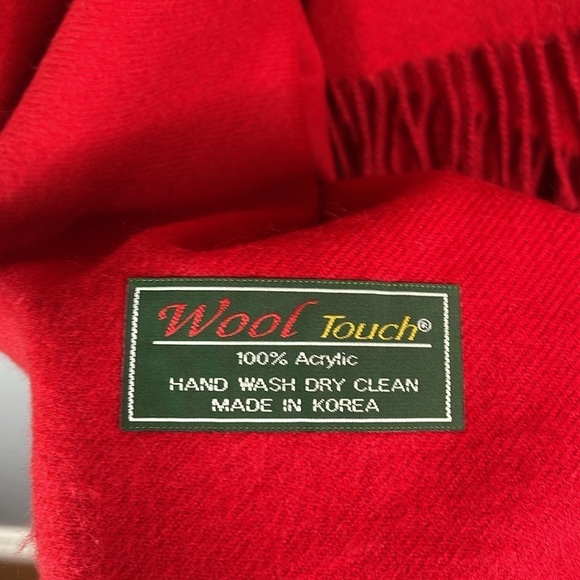 Wool Touch®
100% Acrylic
HAND WASH DRY CLEAN
MADE IN KOREA